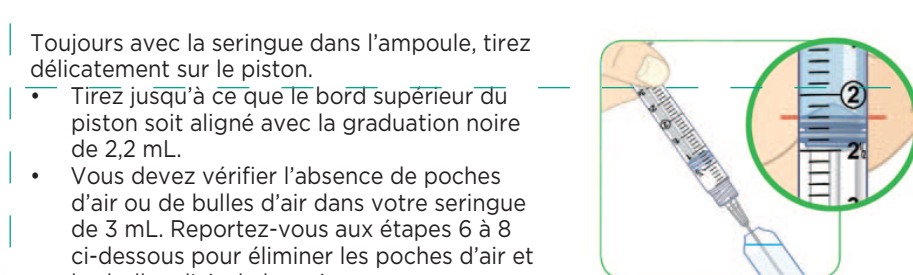 Toujours avec la seringue dans l'ampoule, tirez
délicatement sur le piston.
• Tirez jusqu'à ce que le bord supérieur du
piston soit aligné avec la graduation noire
de 2,2 mL.
• Vous devez vérifier l'absence de poches
d'air ou de bulles d'air dans votre seringue
de 3 mL. Reportez-vous aux étapes 6 à 8
ci-dessous pour éliminer les poches d'air et
2
2½